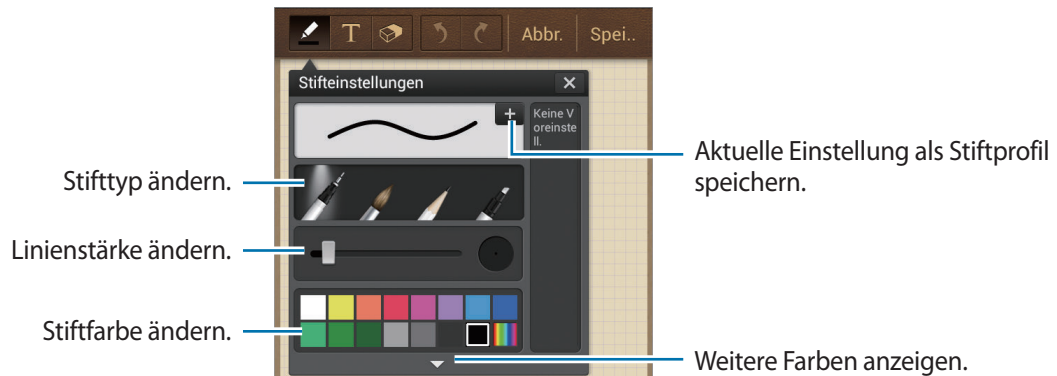 T Abbr. Spei..
Stifteinstellungen
Keine V
oreinste
ll.
Aktuelle Einstellung als Stiftprofil
speichern.
Stifttyp ändern.
Linienstärke ändern.
Stiftfarbe ändern.
Weitere Farben anzeigen.